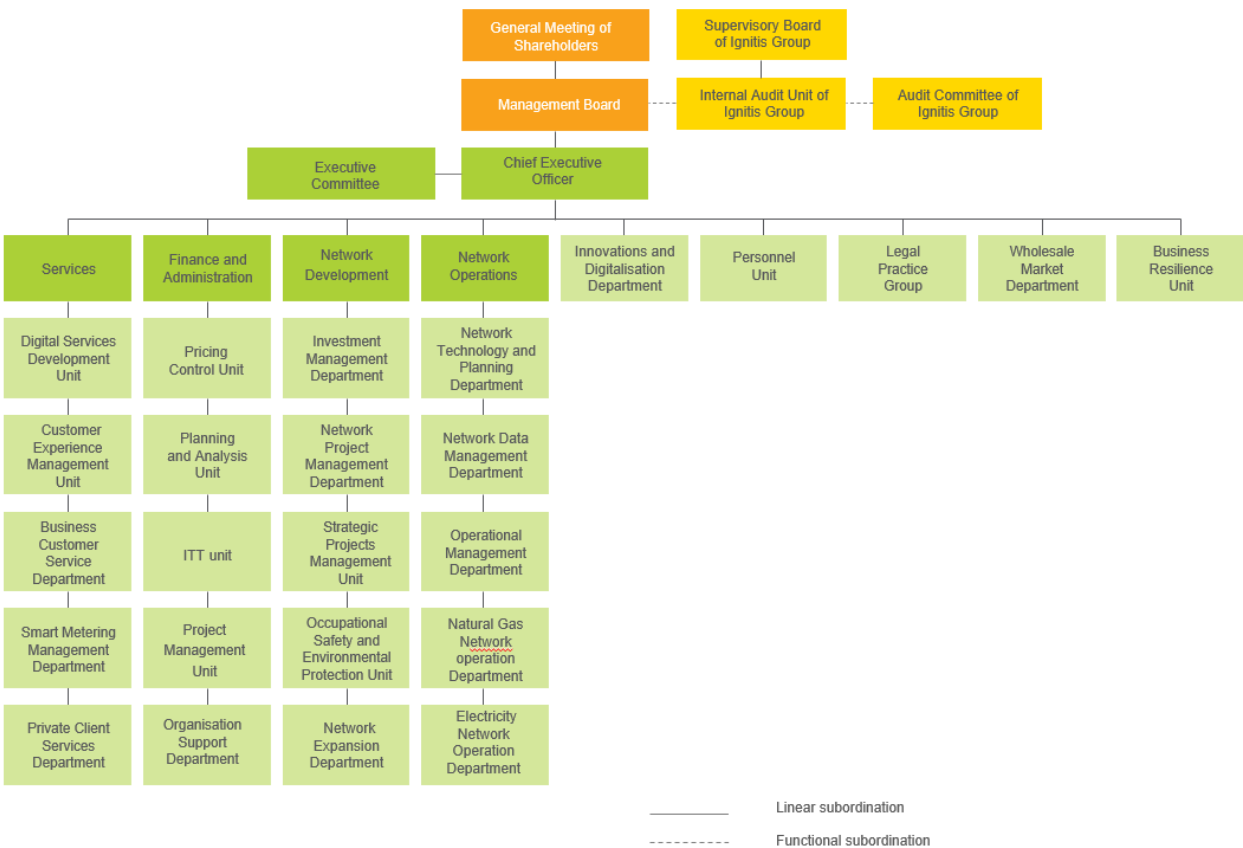 General Meeting of
Shareholders
Supervisory Board
of Ignitis Group
Management Board
Internal Audit Unit of
Ignitis Group
Audit Committee of
Ignitis Group
Executive
Committee
Chief Executive
Officer
Services
Finance and
Administration
Network
Development
Network
Operations
Innovations and
Digitalisation
Department
Personnel
Unit
Legal
Practice
Group
Wholesale
Market
Department
Business
Resilience
Unit
Digital Services
Development
Unit
Pricing
Control Unit
Investment
Management
Department
Network
Technology and
Planning
Department
Customer
Experience
Management
Unit
Planning
and Analysis
Unit
Network
Project
Management
Department
Network Data
Management
Department
Business
Customer
Service
Department
ITT unit
Strategic
Projects
Management
Unit
Operational
Management
Department
Smart Metering
Management
Department
Project
Management
Unit
Occupational
Safety and
Environmental
Protection Unit
Natural Gas
Network
operation
Department
Private Client
Services
Department
Organisation
Support
Department
Network
Expansion
Department
Electricity
Network
Operation
Department
Linear subordination
Functional subordination